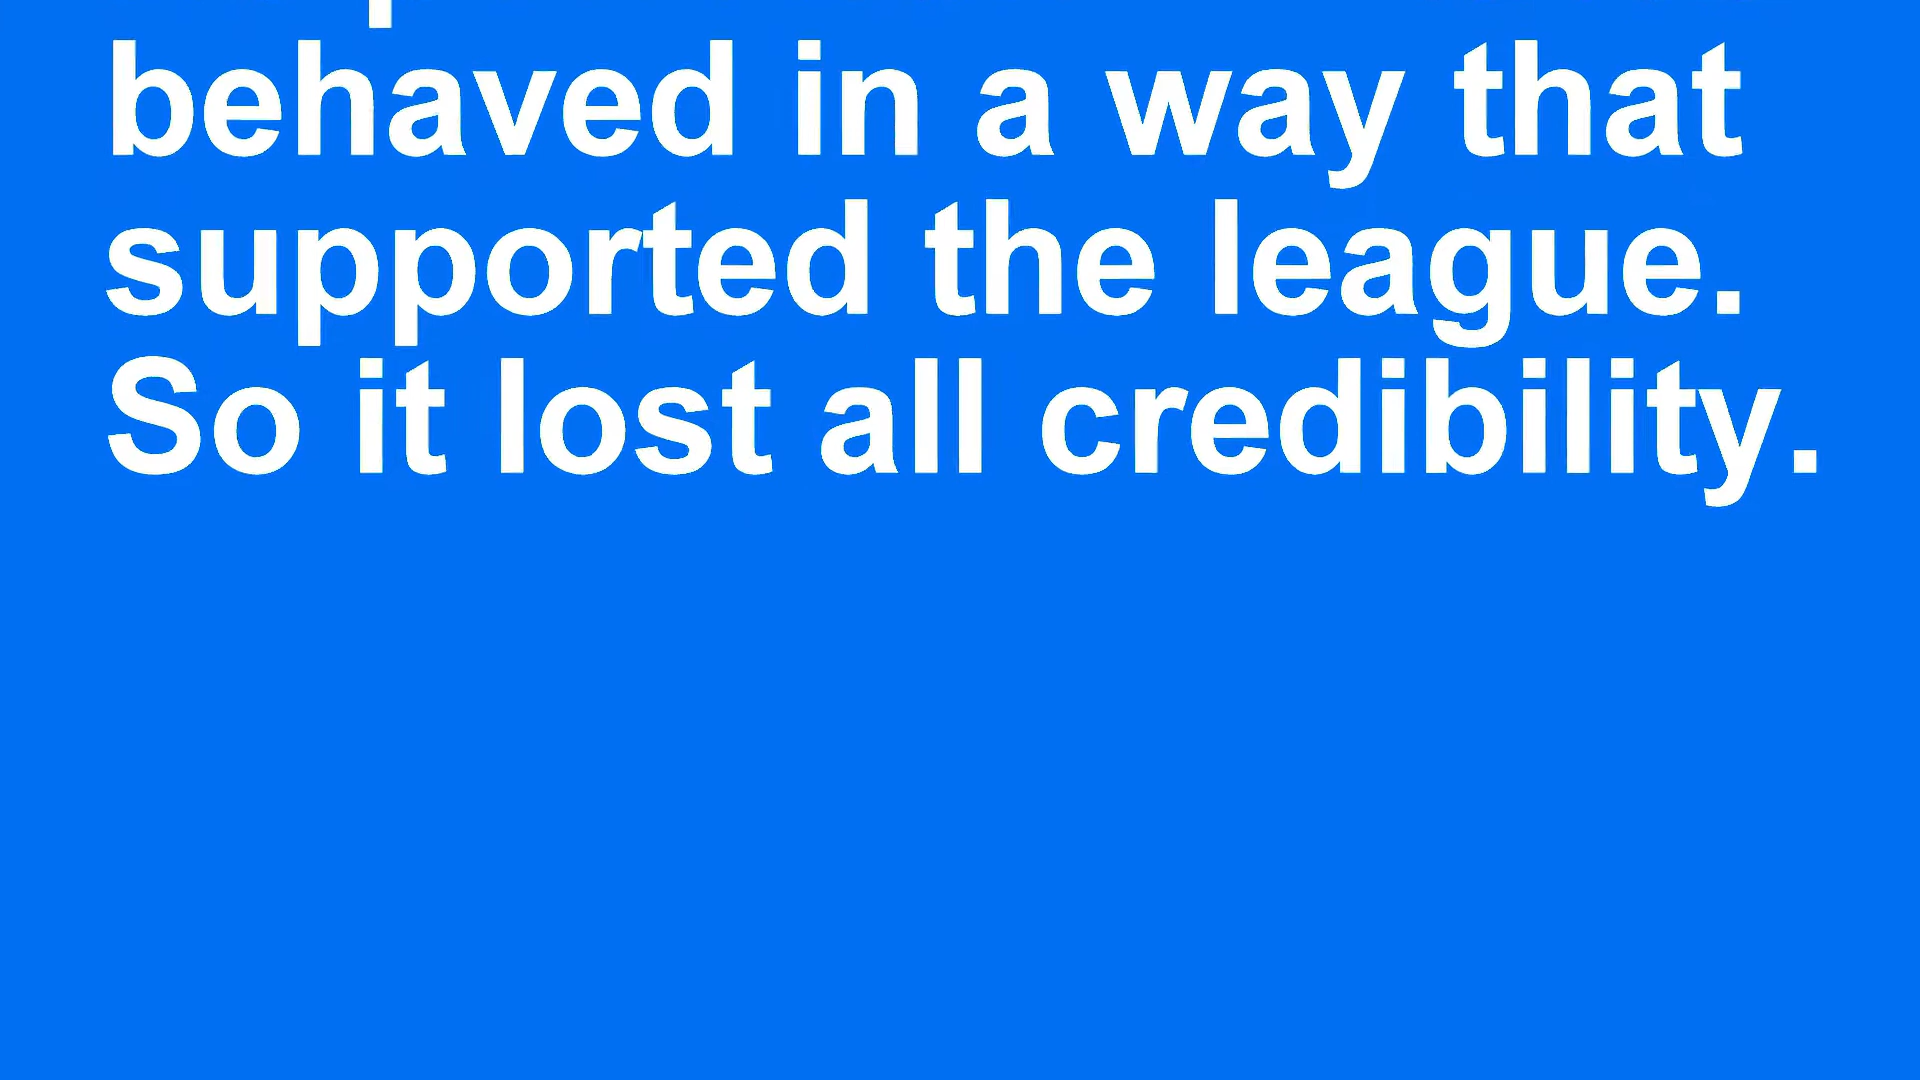 behaved in a way that
supported the league.
So it lost all credibility.